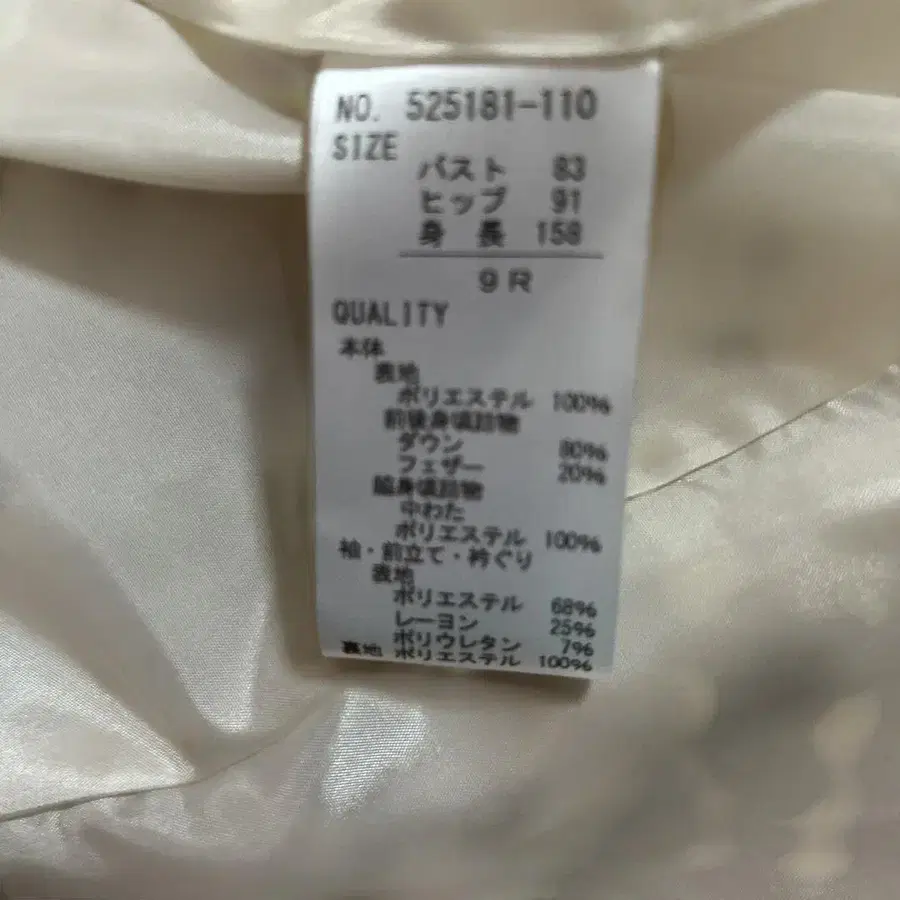 NO. 525181-110
SIZE
バスト 83
ヒップ 91
身長 158
9R
QUALITY
本体
表地
ポリエステル 100%
前後身頃詰物
ダウン 80%
フェザー 20%
脇身頃詰物
中わた
ポリエステル 100%
袖・前立て・衿ぐり
表地
ポリエステル 68%
レーヨン 25%
ポリウレタン 7%
裏地 ポリエステル 100%